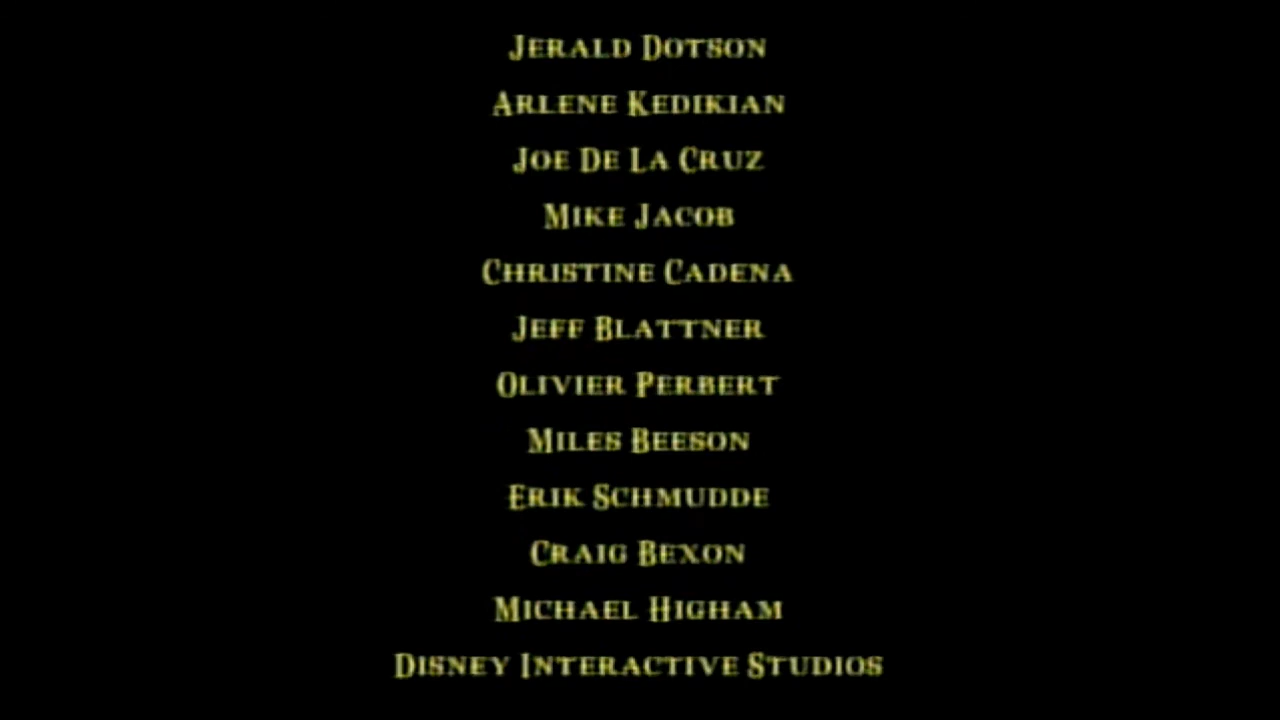 Jerald Dotson
Arlene Kedikian
Joe De La Cruz
Mike Jacob
Christine Cadena
Jeff Blattner
Olivier Perbert
Miles Beeson
Erik Schmudde
Craig Bexon
Michael Higham
Disney Interactive Studios